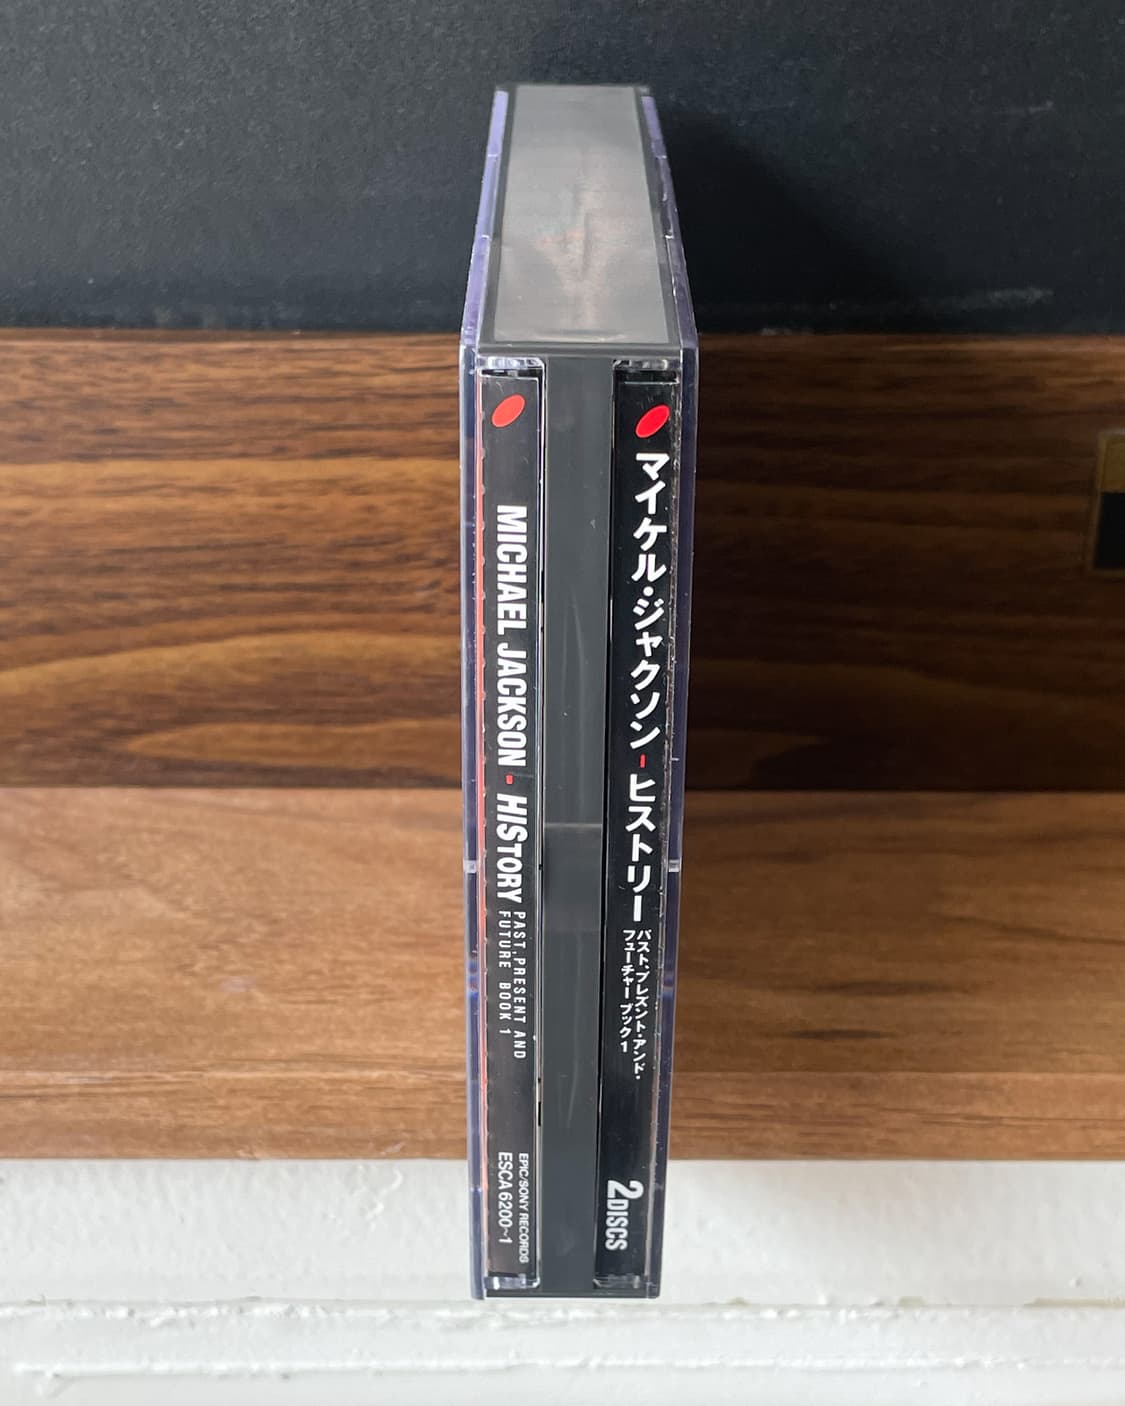 MICHAEL JACKSON - HISTORY
PAST, PRESENT AND
FUTURE BOOK 1
EPIC/SONY RECORDS
ESCA 6200~1
マイケル・ジャクソン - ヒストリー
パスト・プレズント・アンド・
フューチャー ブック1
2DISCS